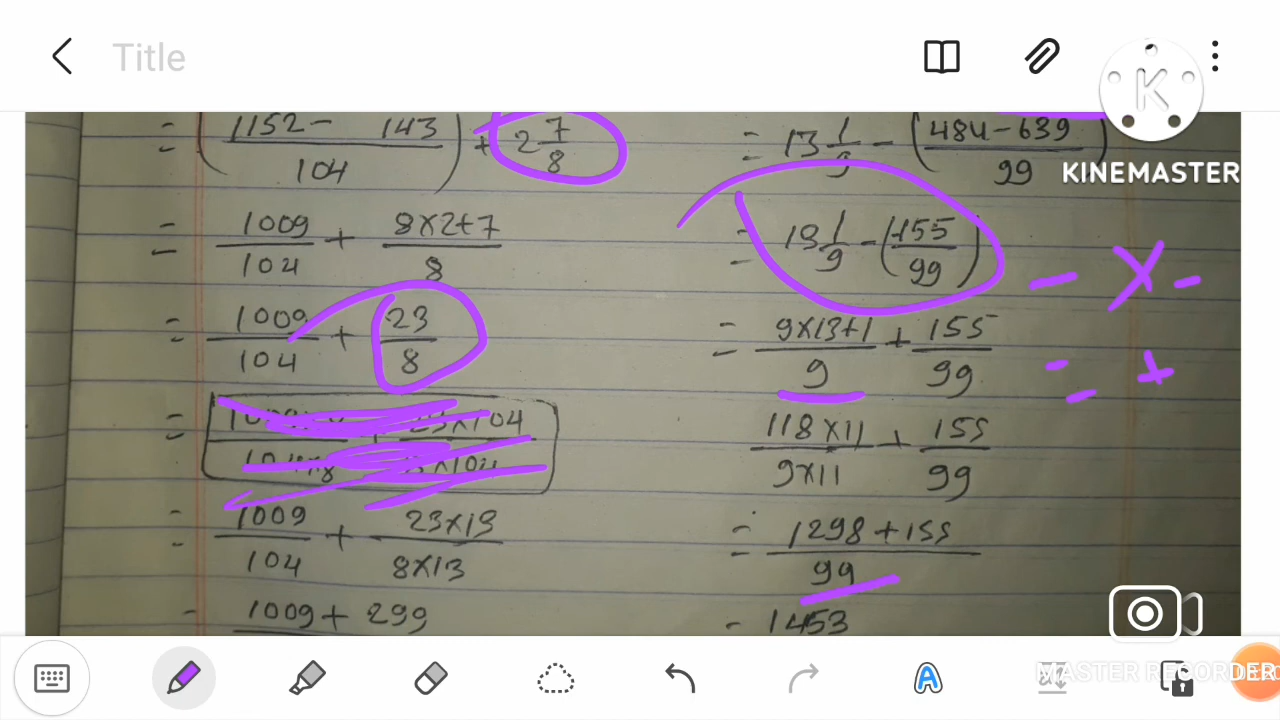 Title
KINEMASTER
= ( 1152 - 143 / 104 ) + 2 7/8
= 1009/104 + 8×2+7/8
= 1009/104 + 23/8
=
= 1009/104 + 23×13/8×13
= 1009 + 299
= 13 1/9 - ( 484 - 639 / 99 )
= 13 1/9 - ( -155/99 )
= 9×13+1/9 + 155/99
118×11/9×11 + 155/99
= 1298 + 155 / 99
= 1453
- × -
= +
MASTER RECORDER